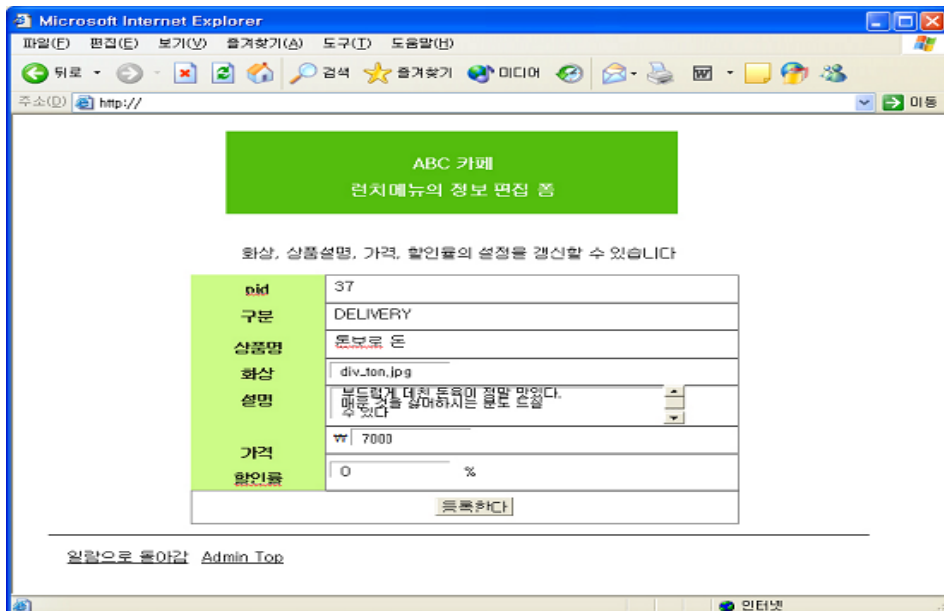 Microsoft Internet Explorer
파일(F) 편집(E) 보기(V) 즐겨찾기(A) 도구(T) 도움말(H)
뒤로 검색 즐겨찾기 미디어
주소(D) http:// 이동
ABC 카페
런치메뉴의 정보 편집 폼
화상, 상품설명, 가격, 할인율의 설정을 갱신할 수 있습니다
pid 37
구분 DELIVERY
상품명 톤보로 돈
화상 div_ton.jpg
설명 부드럽게 데친 돈육이 정말 맛있다.
매운 것을 싫어하시는 분도 드실
수 있다
가격 ₩ 7000
할인률 0 %
등록한다
일람으로 돌아감 Admin Top
인터넷